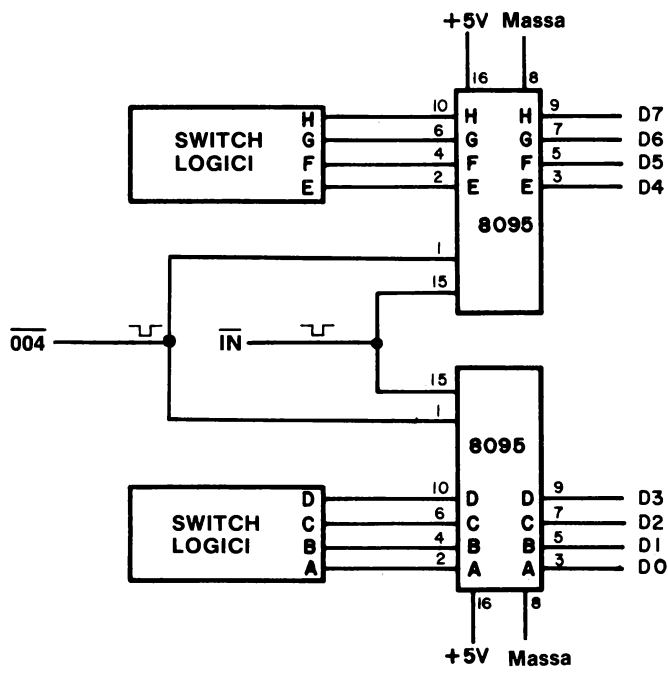 +5V Massa
16 8
SWITCH LOGICI
H 10 H H 9 D7
G 6 G G 7 D6
F 4 F F 5 D5
E 2 E E 3 D4
8095
1
15
004 IN
15
1
8095
SWITCH LOGICI
D 10 D D 9 D3
C 6 C C 7 D2
B 4 B B 5 D1
A 2 A A 3 D0
16 8
+5V Massa